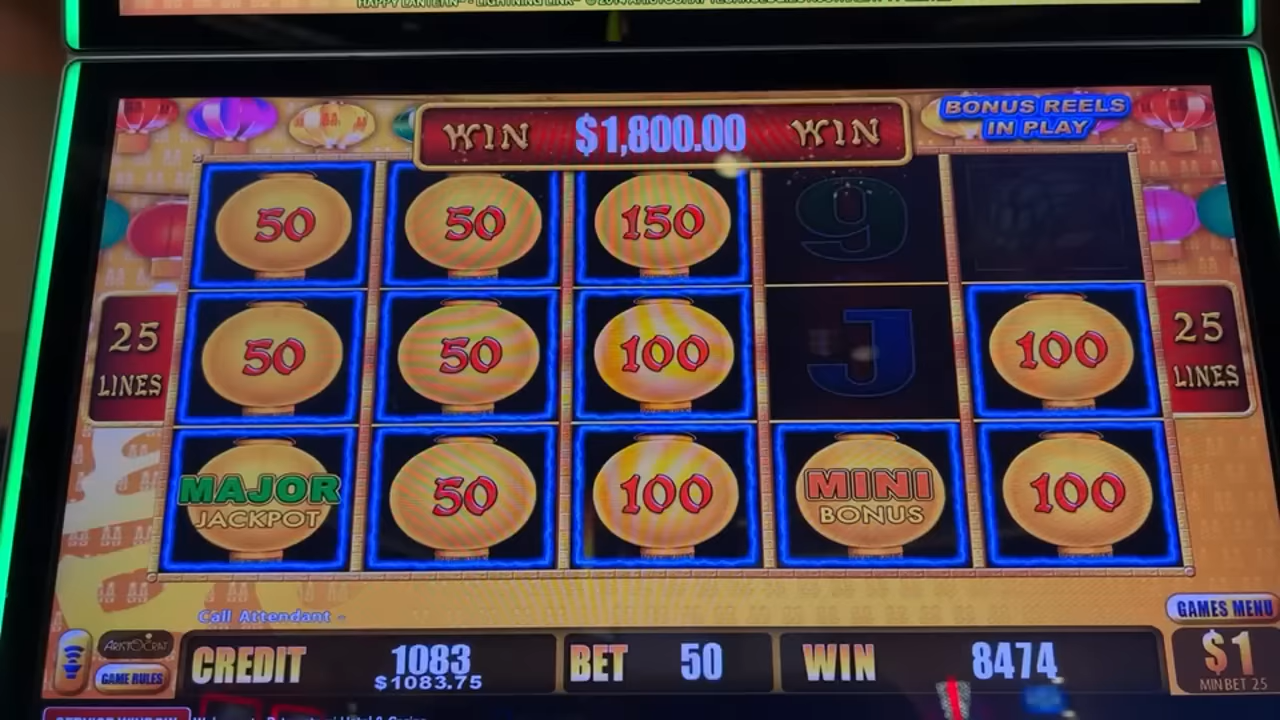 WIN $1,800.00 WIN
BONUS REELS
IN PLAY
50 50 150 9
25
LINES
50 50 100 J 100
25
LINES
MAJOR
JACKPOT
50 100
MINI
BONUS
100
Call Attendant -
GAMES MENU
ARISTOCRAT
GAME RULES
CREDIT 1083
$1083.75
BET 50
WIN 8474
$1
MIN BET 25